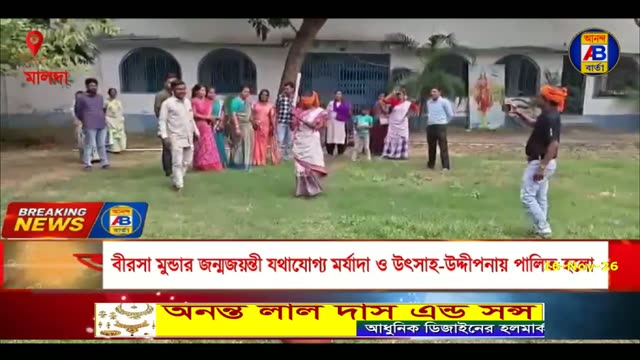 মালদা
আনন্দ
AB
বার্তা
BREAKING
NEWS
আনন্দ
AB
বার্তা
বীরসা মুন্ডার জন্মজয়ন্তী যথাযোগ্য মর্যাদা ও উৎসাহ-উদ্দীপনায় পালিত হলো
অনন্ত লাল দাস এন্ড সন্স
আধুনিক ডিজাইনের হলমার্ক